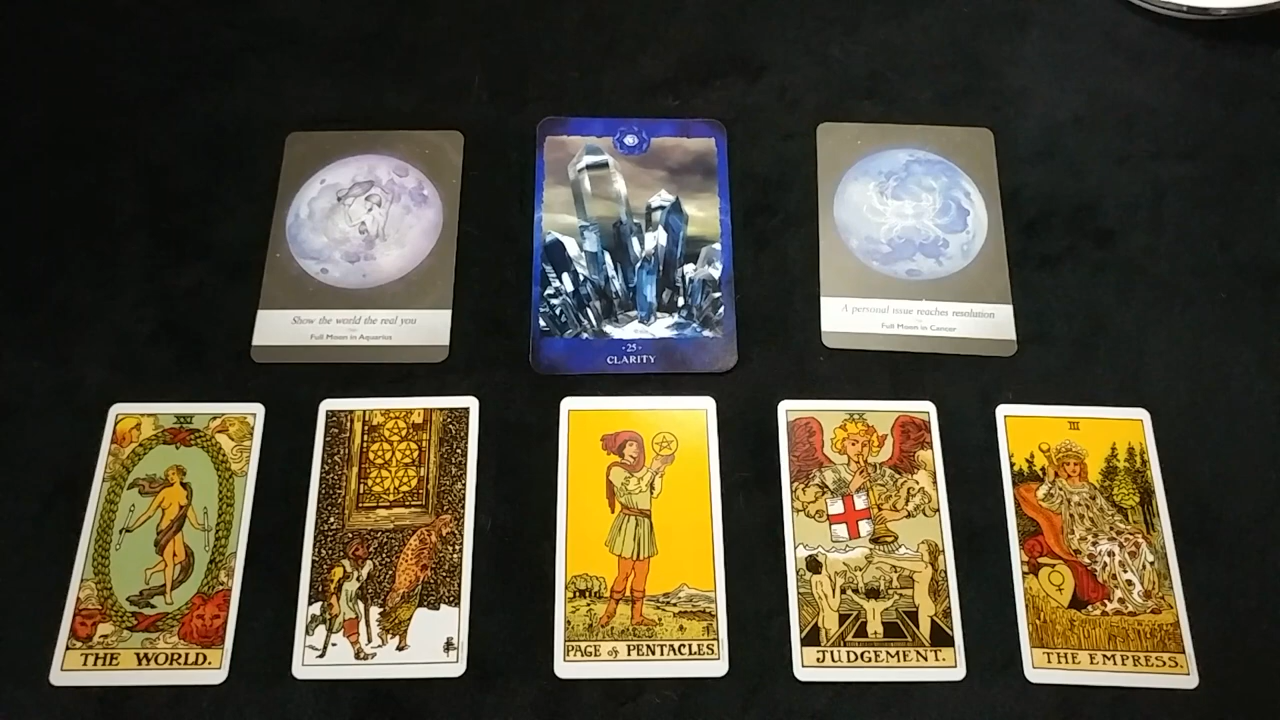 Show the world the real you
Full Moon in Aquarius
· 25 ·
CLARITY
A personal issue reaches resolution
Full Moon in Cancer
XXI
THE WORLD.
PAGE of PENTACLES.
XX
JUDGEMENT.
III
THE EMPRESS.